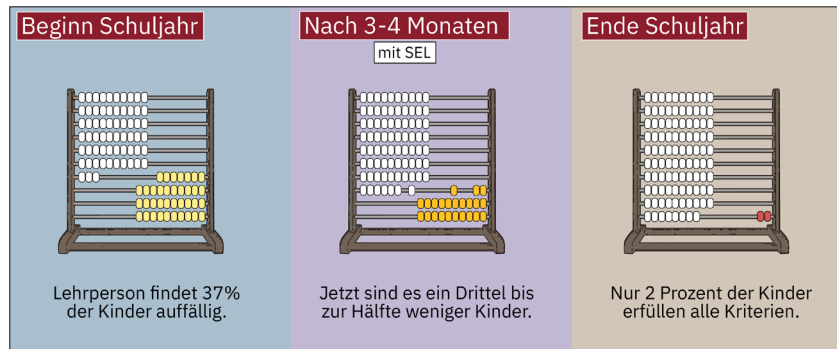 Beginn Schuljahr
Lehrperson findet 37%
der Kinder auffällig.
Nach 3-4 Monaten
mit SEL
Jetzt sind es ein Drittel bis
zur Hälfte weniger Kinder.
Ende Schuljahr
Nur 2 Prozent der Kinder
erfüllen alle Kriterien.